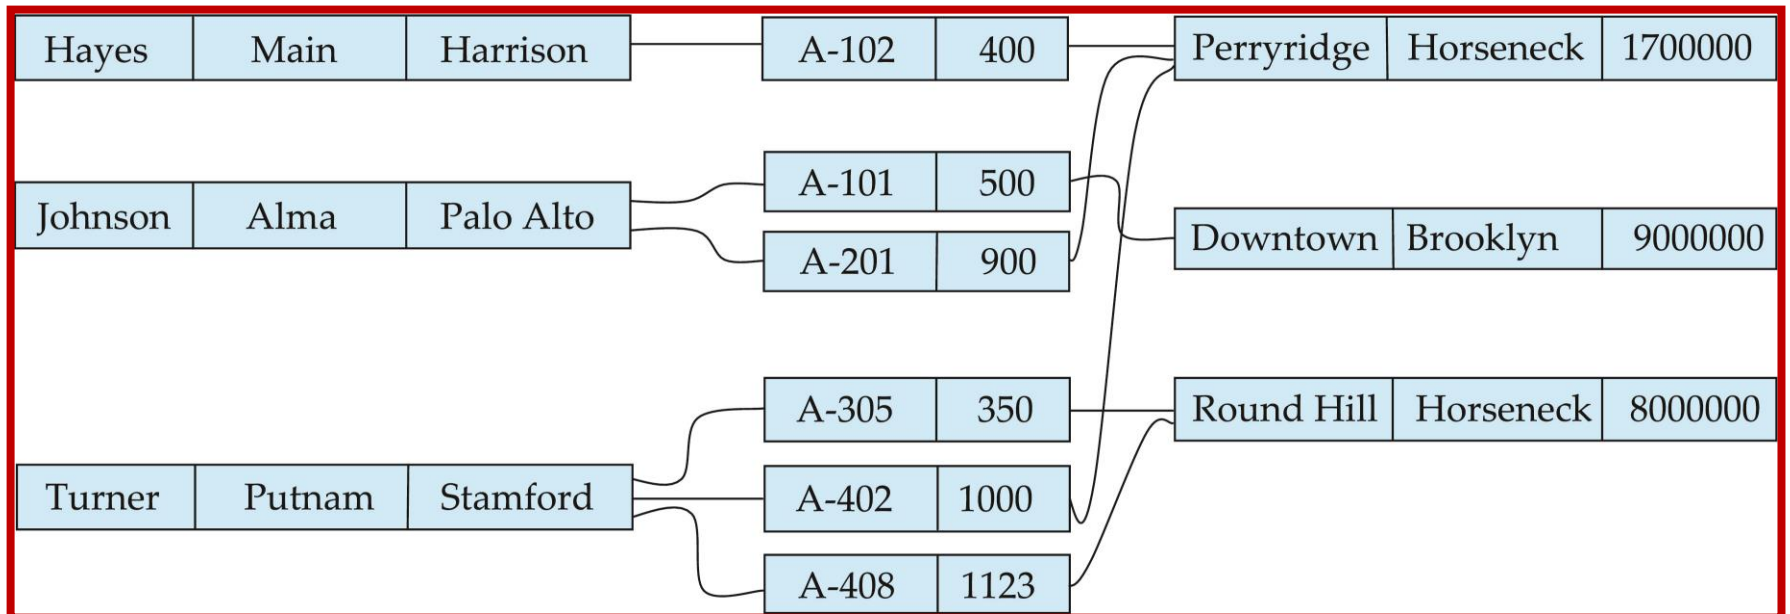 Hayes Main Harrison A-102 400 Perryridge Horseneck 1700000
A-101 500
Johnson Alma Palo Alto
Downtown Brooklyn 9000000
A-201 900
A-305 350 Round Hill Horseneck 8000000
Turner Putnam Stamford A-402 1000
A-408 1123